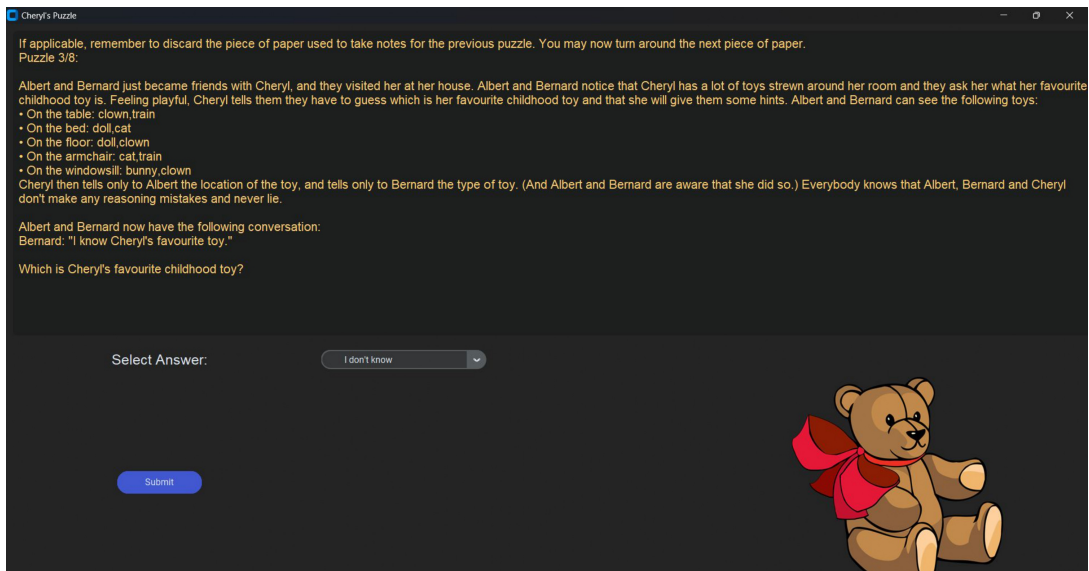 Cheryl's Puzzle
If applicable, remember to discard the piece of paper used to take notes for the previous puzzle. You may now turn around the next piece of paper.
Puzzle 3/8:
Albert and Bernard just became friends with Cheryl, and they visited her at her house. Albert and Bernard notice that Cheryl has a lot of toys strewn around her room and they ask her what her favourite
childhood toy is. Feeling playful, Cheryl tells them they have to guess which is her favourite childhood toy and that she will give them some hints. Albert and Bernard can see the following toys:
• On the table: clown,train
• On the bed: doll,cat
• On the floor: doll,clown
• On the armchair: cat,train
• On the windowsill: bunny,clown
Cheryl then tells only to Albert the location of the toy, and tells only to Bernard the type of toy. (And Albert and Bernard are aware that she did so.) Everybody knows that Albert, Bernard and Cheryl
don't make any reasoning mistakes and never lie.
Albert and Bernard now have the following conversation:
Bernard: "I know Cheryl's favourite toy."
Which is Cheryl's favourite childhood toy?
Select Answer:
I don't know
Submit